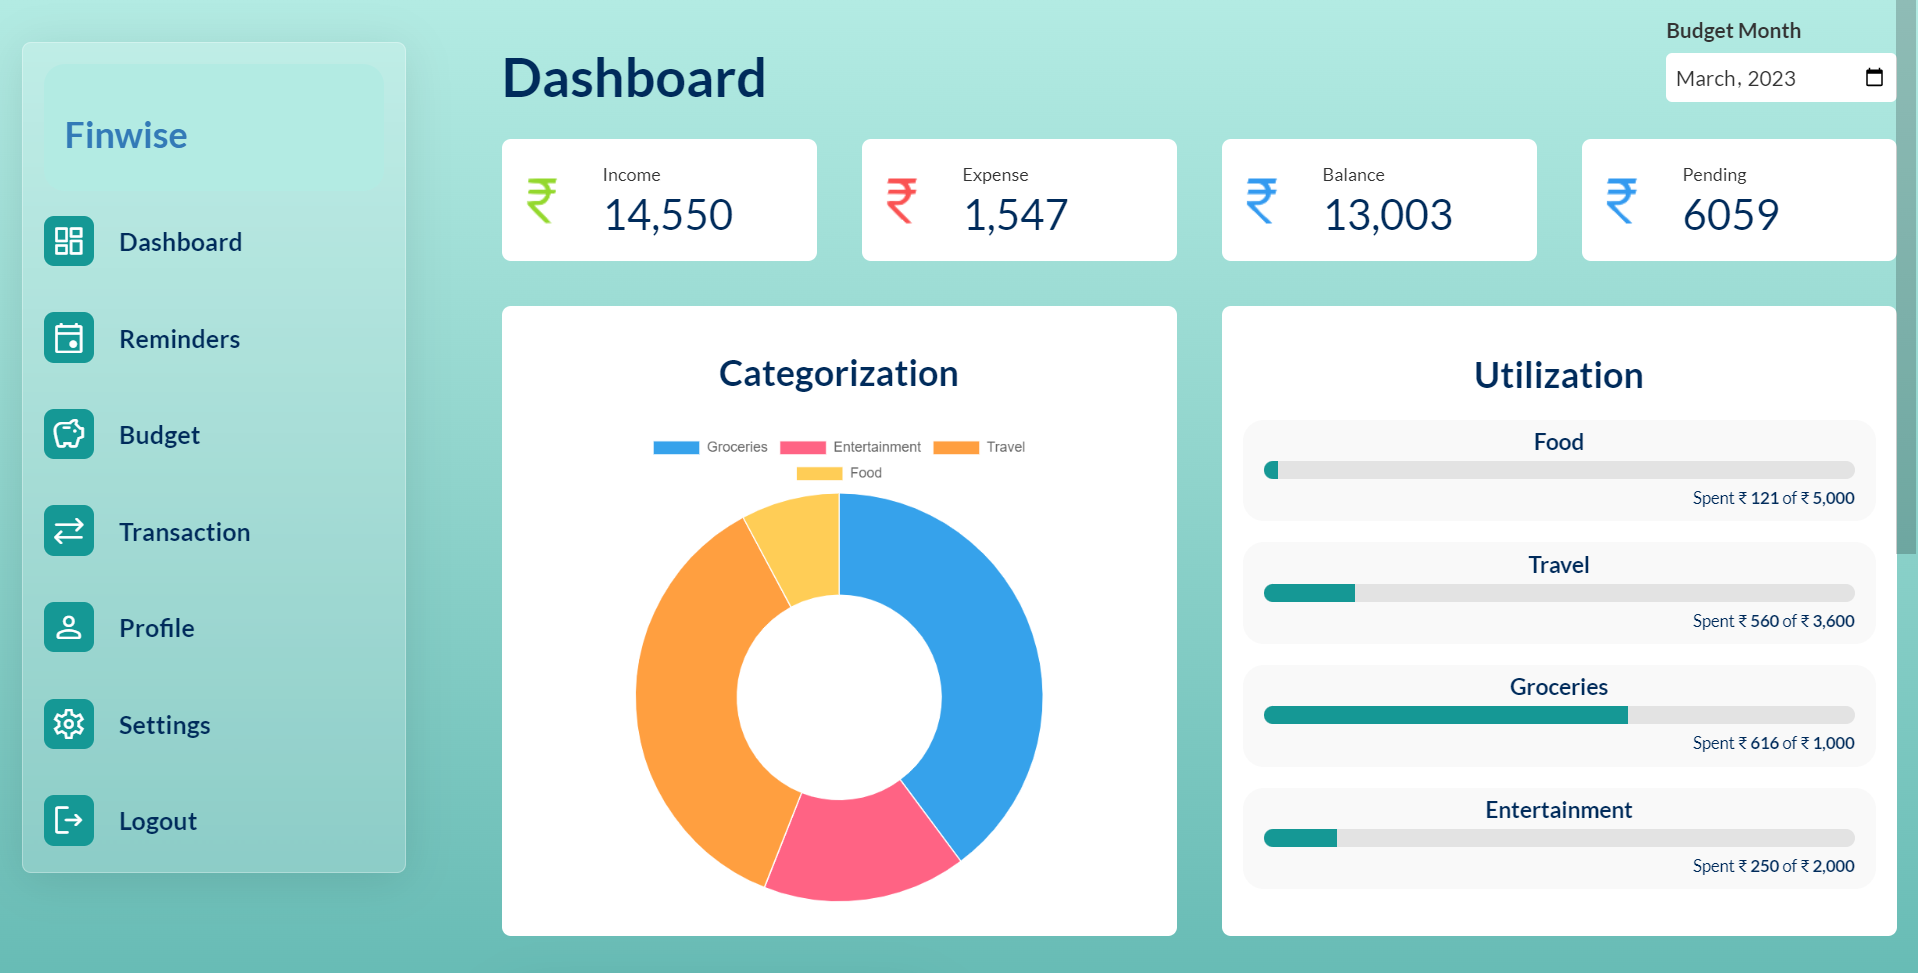 Finwise
Dashboard
Reminders
Budget
Transaction
Profile
Settings
Logout
Dashboard
Budget Month
March, 2023
Income
₹ 14,550
Expense
₹ 1,547
Balance
₹ 13,003
Pending
₹ 6059
Categorization
Groceries Entertainment Travel
Food
Utilization
Food
Spent ₹ 121 of ₹ 5,000
Travel
Spent ₹ 560 of ₹ 3,600
Groceries
Spent ₹ 616 of ₹ 1,000
Entertainment
Spent ₹ 250 of ₹ 2,000